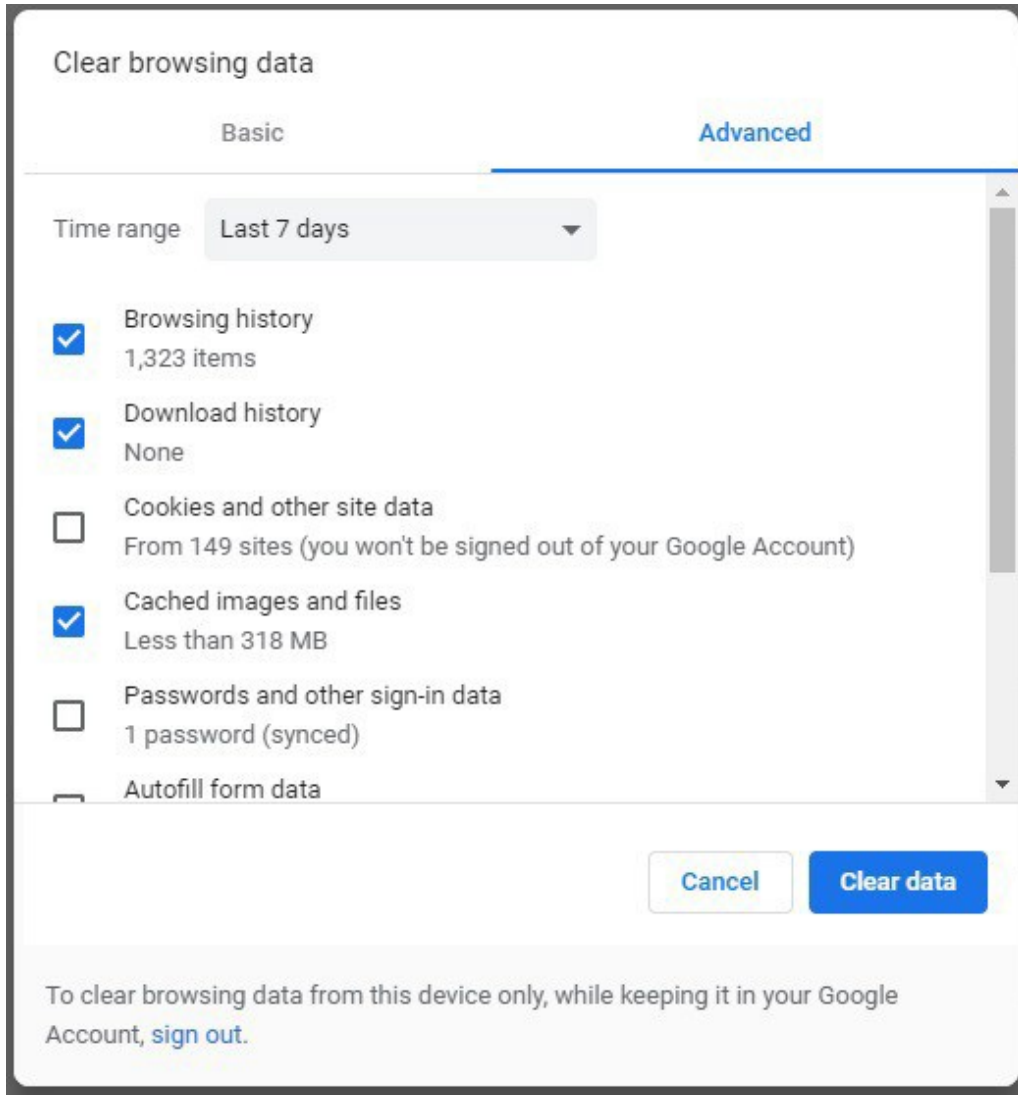 Clear browsing data
Basic
Advanced
Time range
Last 7 days
Browsing history
1,323 items
Download history
None
Cookies and other site data
From 149 sites (you won't be signed out of your Google Account)
Cached images and files
Less than 318 MB
Passwords and other sign-in data
1 password (synced)
Autofill form data
Cancel
Clear data
To clear browsing data from this device only, while keeping it in your Google
Account, sign out.